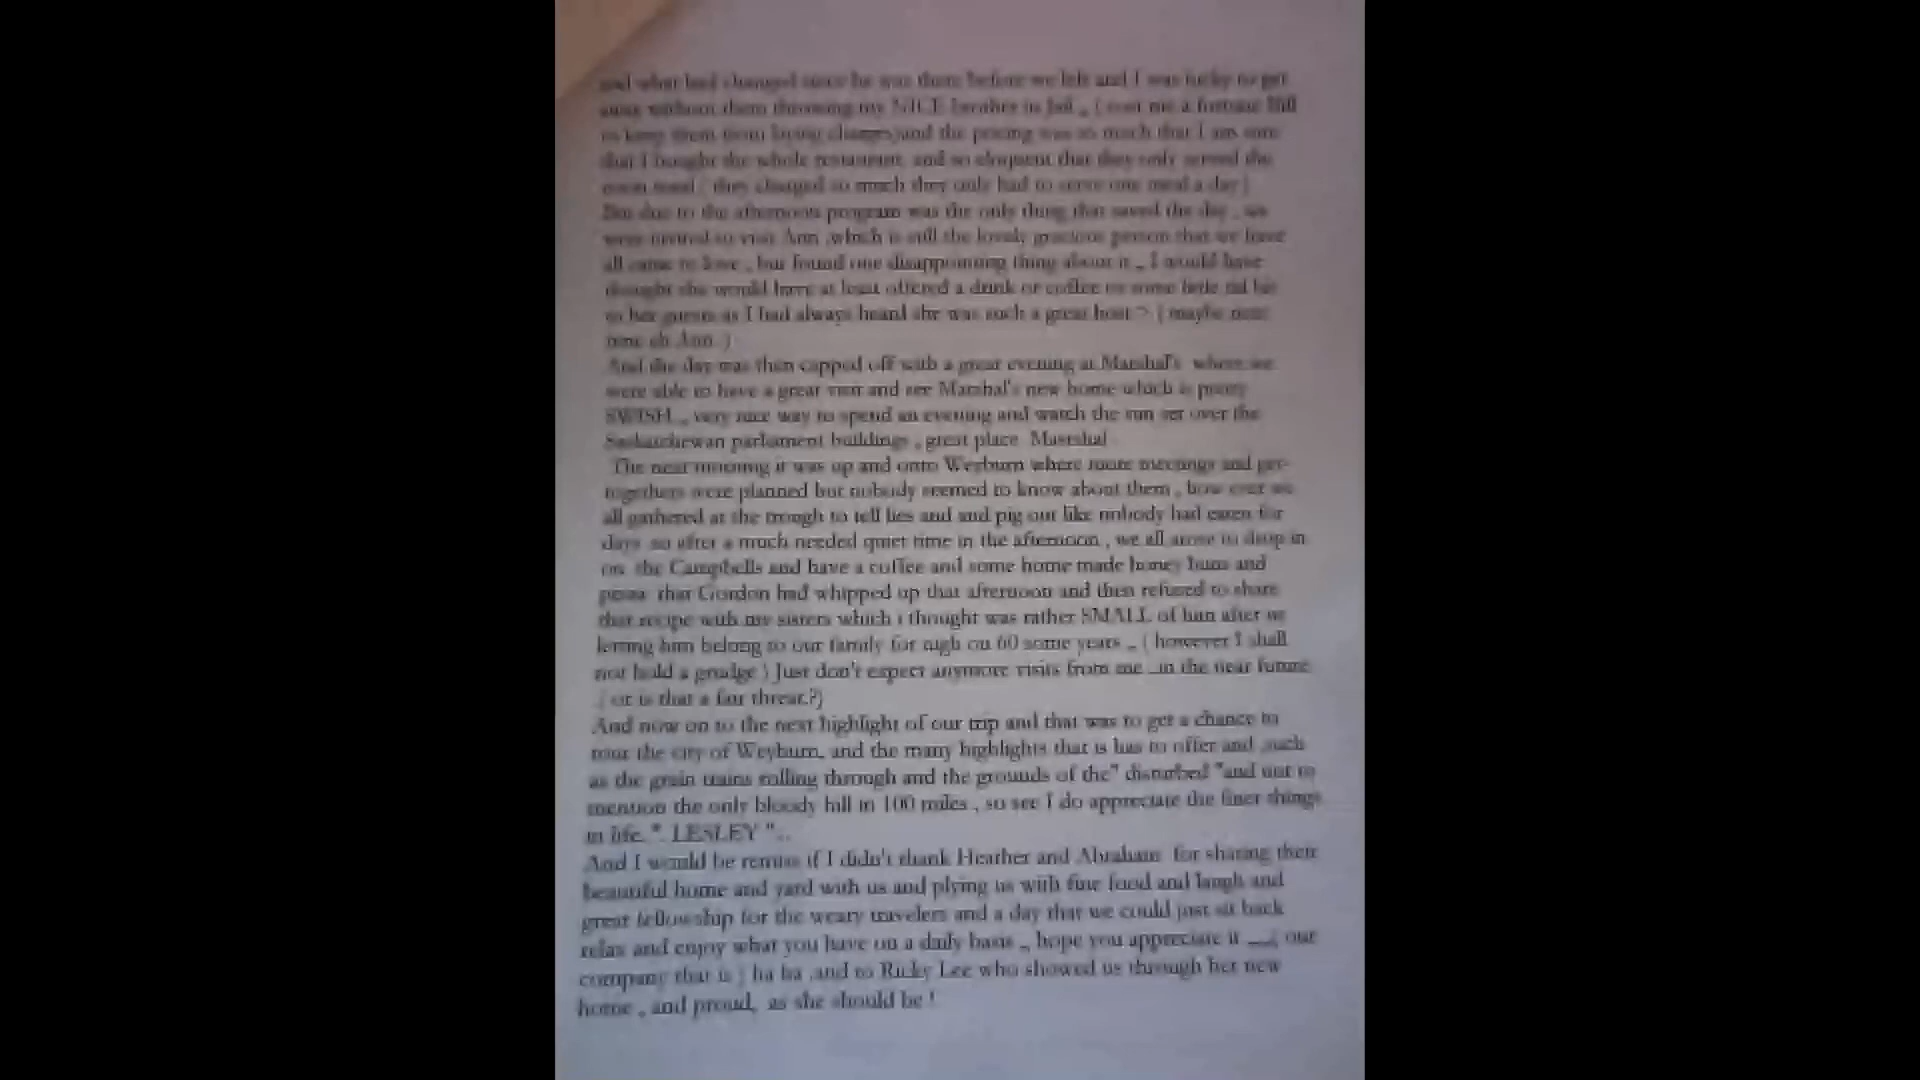 and what had changed since he was there before we left and I was lucky to get
away without them throwing my NICE brother in Jail ,, ( cost me a fortune
to keep them from laying charges)and the pricing was so much that I am sure
that I bought the whole restaurant, and so eloquent that they only served the
noon meal ( they charged so much they only had to serve one meal a day )
But due to the afternoon program was the only thing that saved the day , we
were invited to visit Ann ,which is still the lovely gracious person that we have
all came to love , but found one disappointing thing about it ,, I would have
thought she would have at least offered a drink or coffee or some little tid bit
to her guests as I had always heard she was such a great host > ( maybe next
time eh Ann )
And the day was then capped off with a great evening at Marshal's where we
were able to have a great visit and see Marshal's new home which is pretty
SWISH ,, very nice way to spend an evening and watch the sun set over the
Saskatchewan parliament buildings , great place
The next morning it was up and onto Weyburn where more meetings and get-
togethers were planned but nobody seemed to know about them , how ever we
all gathered at the trough to tell lies and and pig out like nobody had eaten for
days so after a much needed quiet time in the afternoon , we all arose to drop in
on the Campbells and have a coffee and some home made honey buns and
that Gordon had whipped up that afternoon and then refused to share
that recipe with my sisters which i thought was rather SMALL of him after we
letting him belong to our family for nigh on 60 some years ,, ( however I shall
not hold a grudge ) Just don't expect anymore visits from me ,,in the near future
( or is that a fair threat.?)
And now on to the next highlight of our trip and that was to get a chance to
tour the city of Weyburn, and the many highlights that is has to offer and ,such
as the grain trains rolling through and the grounds of the" disturbed "and not to
mention the only bloody hill in 100 miles , so see I do appreciate the finer things
in life. ". LESLEY "..
And I would be remiss if I didn't thank Heather and Abraham for sharing their
beautiful home and yard with us and plying us with fine food and laugh and
great fellowship for the weary travelers and a day that we could just sit back
relax and enjoy what you have on a daily basis ,, hope you appreciate it ,,,,( our
company that is ) ha ha ,and to Ricky Lee who showed us through her new
home , and proud, as she should be !